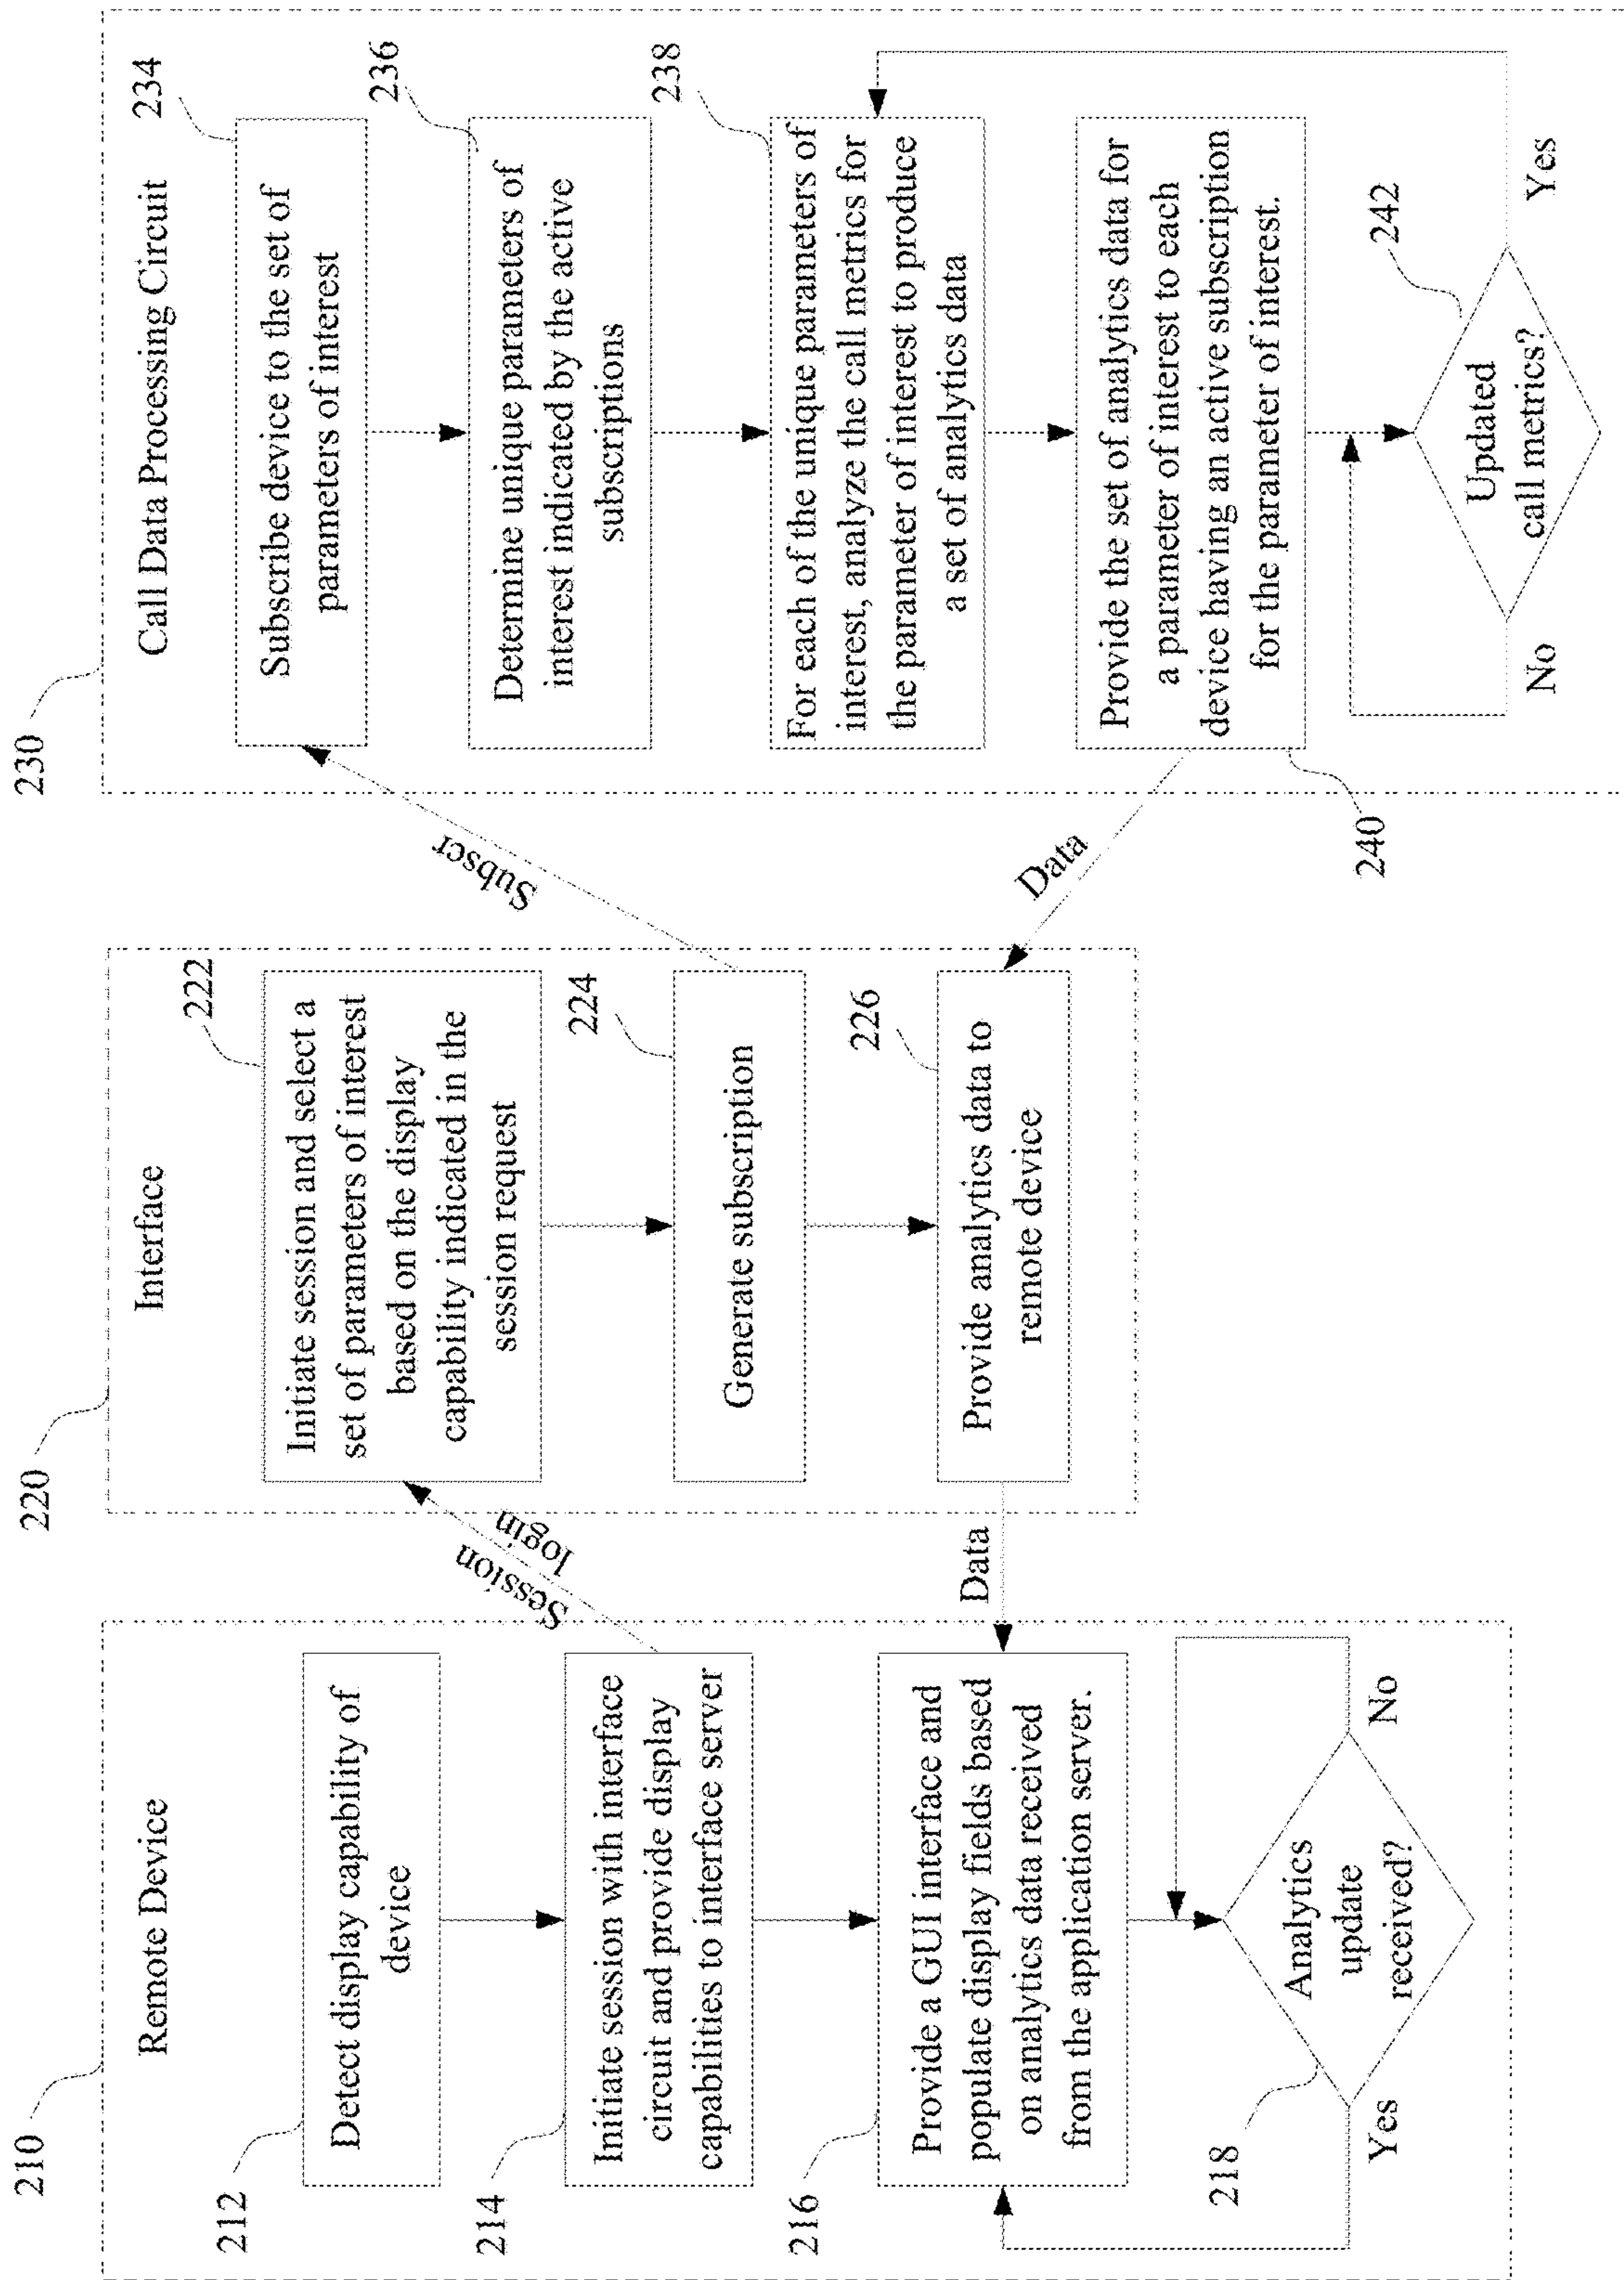 210
Remote Device
212
Detect display capability of
device
214
Initiate session with interface
circuit and provide display
capabilities to interface server
216
Provide a GUI interface and
populate display fields based
on analytics data received
from the application server.
218
Analytics
update
received?
Yes
No
Session
login
Data
220
Interface
222
Initiate session and select a
set of parameters of interest
based on the display
capability indicated in the
session request
224
Generate subscription
226
Provide analytics data to
remote device
Subscr
Data
230
Call Data Processing Circuit
234
Subscribe device to the set of
parameters of interest
236
Determine unique parameters of
interest indicated by the active
subscriptions
238
For each of the unique parameters of
interest, analyze the call metrics for
the parameter of interest to produce
a set of analytics data
240
Provide the set of analytics data for
a parameter of interest to each
device having an active subscription
for the parameter of interest.
242
Updated
call metrics?
No
Yes